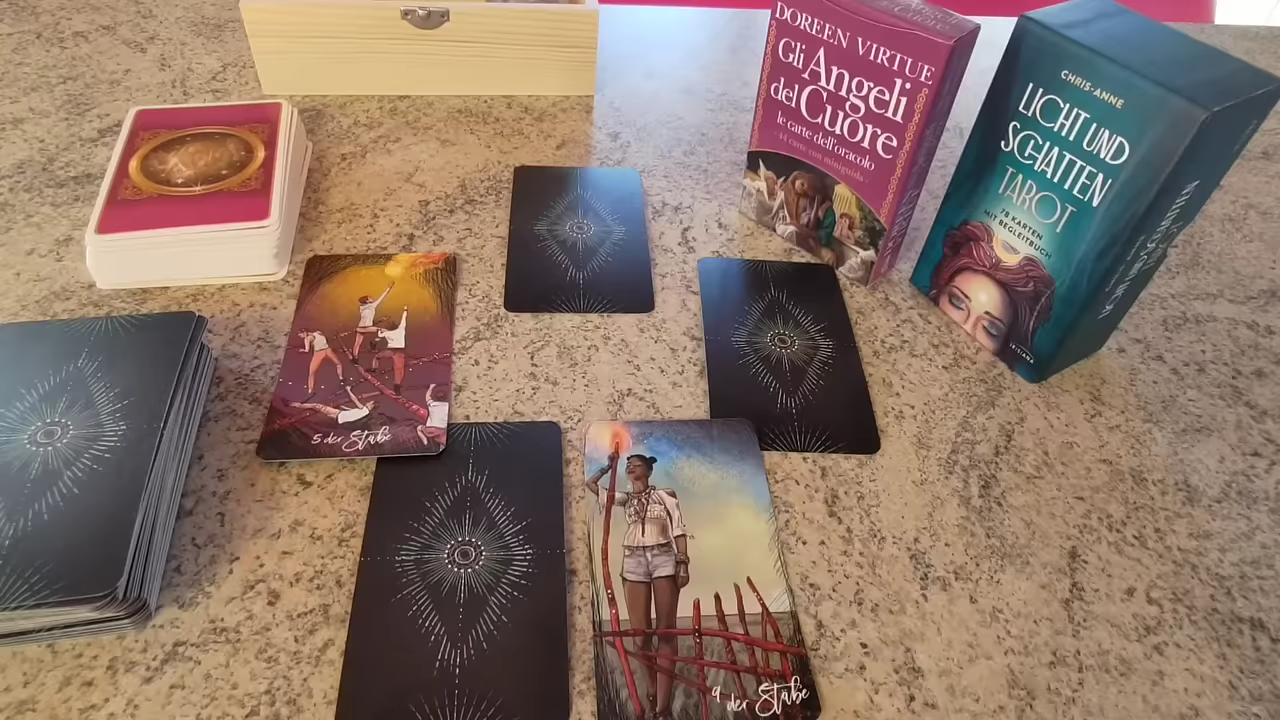 DOREEN VIRTUE
Gli Angeli
del Cuore
le carte dell'oracolo
- 44 carte con miniguida -
CHRIS-ANNE
LICHT UND
SCHATTEN
TAROT
78 KARTEN
MIT BEGLEITBUCH
IRISIANA
5 der Stäbe
9 der Stäbe